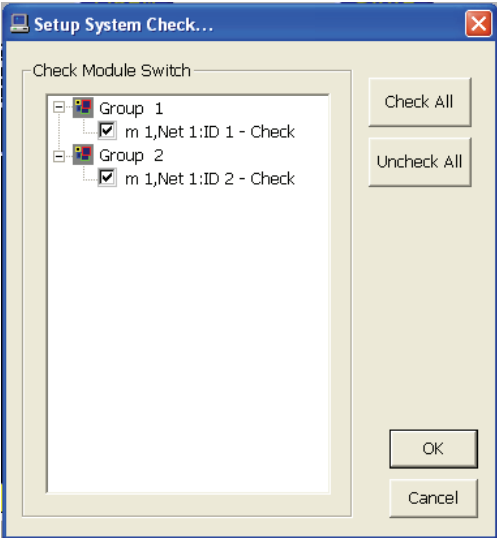 Setup System Check...
Check Module Switch
Group 1
m 1,Net 1:ID 1 - Check
Group 2
m 1,Net 1:ID 2 - Check
Check All
Uncheck All
OK
Cancel